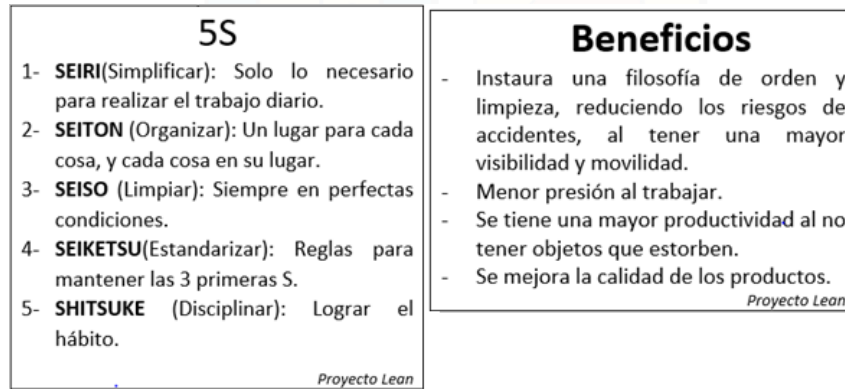 5S
1- SEIRI(Simplificar): Solo lo necesario
para realizar el trabajo diario.
2- SEITON (Organizar): Un lugar para cada
cosa, y cada cosa en su lugar.
3- SEISO (Limpiar): Siempre en perfectas
condiciones.
4- SEIKETSU(Estandarizar): Reglas para
mantener las 3 primeras S.
5- SHITSUKE (Disciplinar): Lograr el
hábito.
Proyecto Lean
Beneficios
- Instaura una filosofía de orden y
limpieza, reduciendo los riesgos de
accidentes, al tener una mayor
visibilidad y movilidad.
- Menor presión al trabajar.
- Se tiene una mayor productividad al no
tener objetos que estorben.
- Se mejora la calidad de los productos.
Proyecto Lean